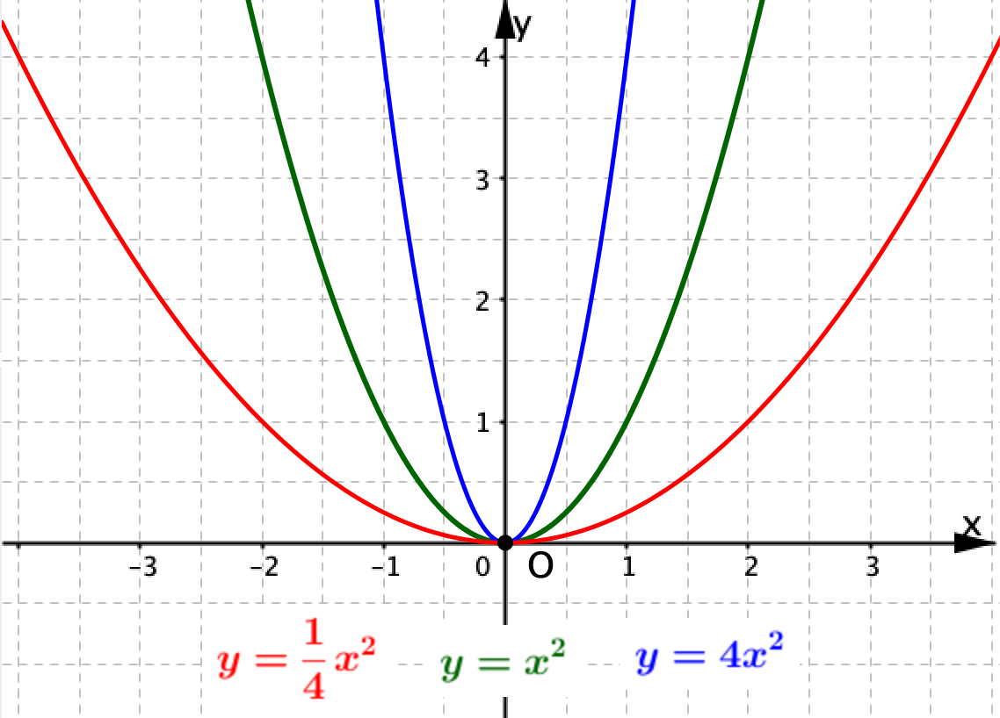 y
4
3
2
1
x
−3 −2 −1 0 O 1 2 3
y = 1/4 x² y = x² y = 4x²